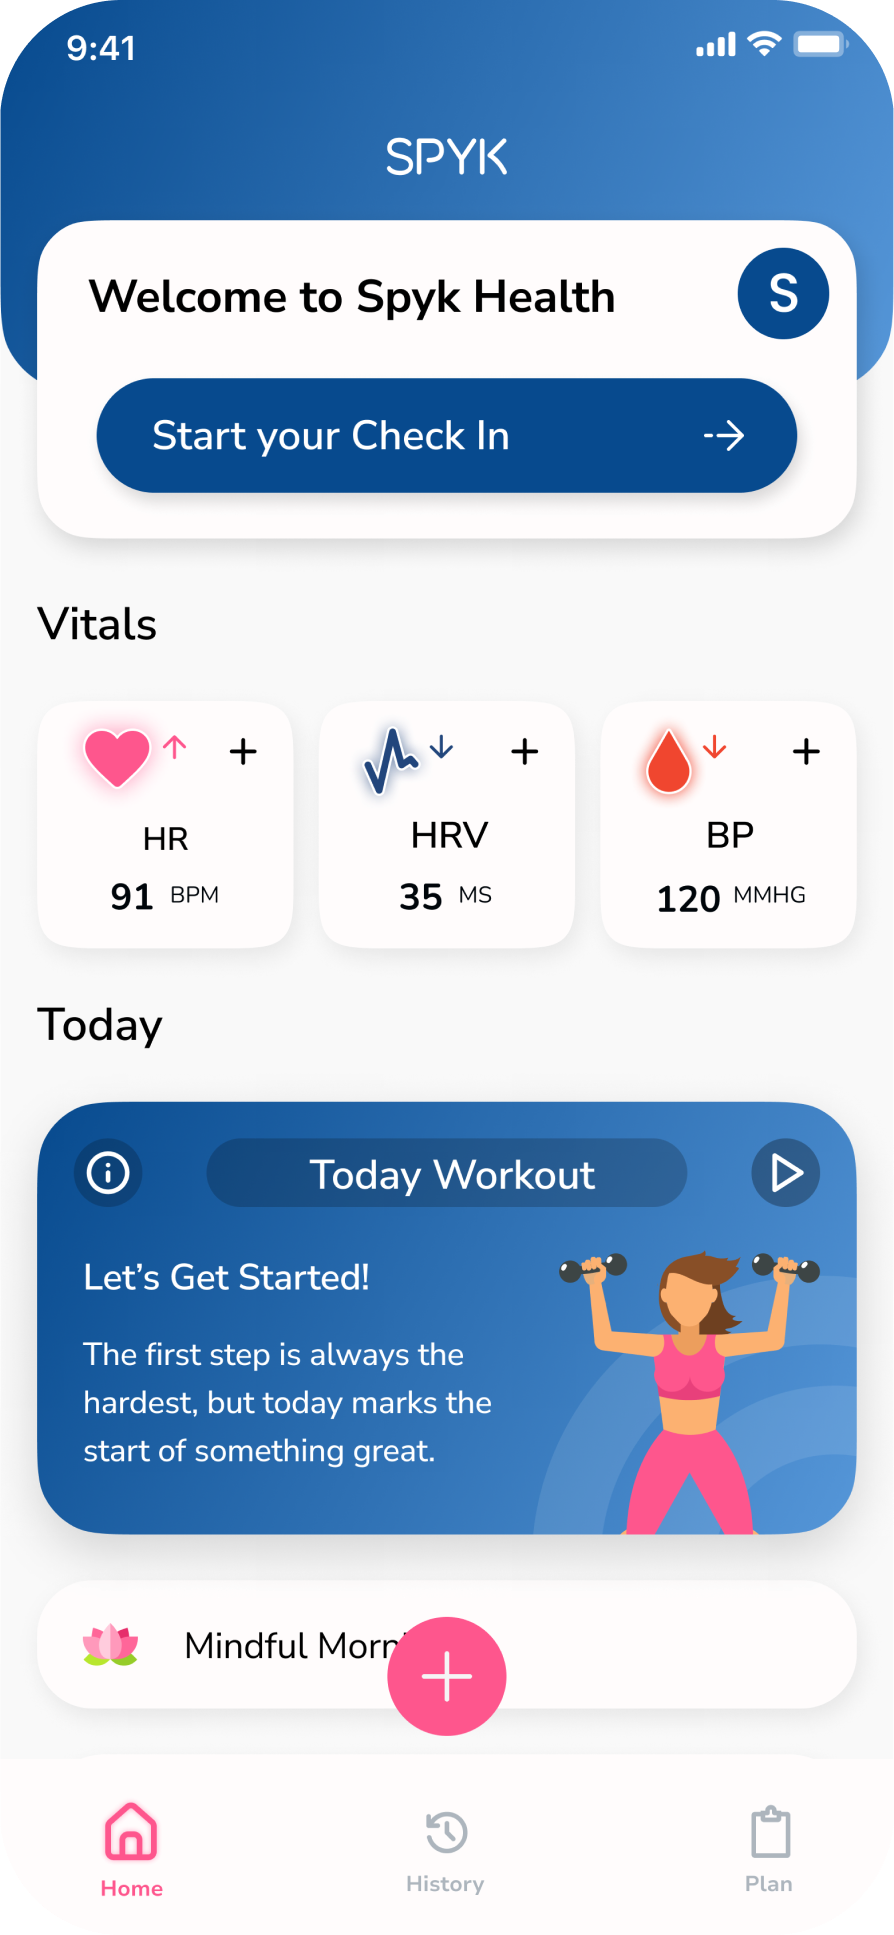 9:41
SPYK
Welcome to Spyk Health
S
Start your Check In
Vitals
HR
91 BPM
HRV
35 MS
BP
120 MMHG
Today
Today Workout
Let’s Get Started!
The first step is always the
hardest, but today marks the
start of something great.
Mindful
Home
History
Plan